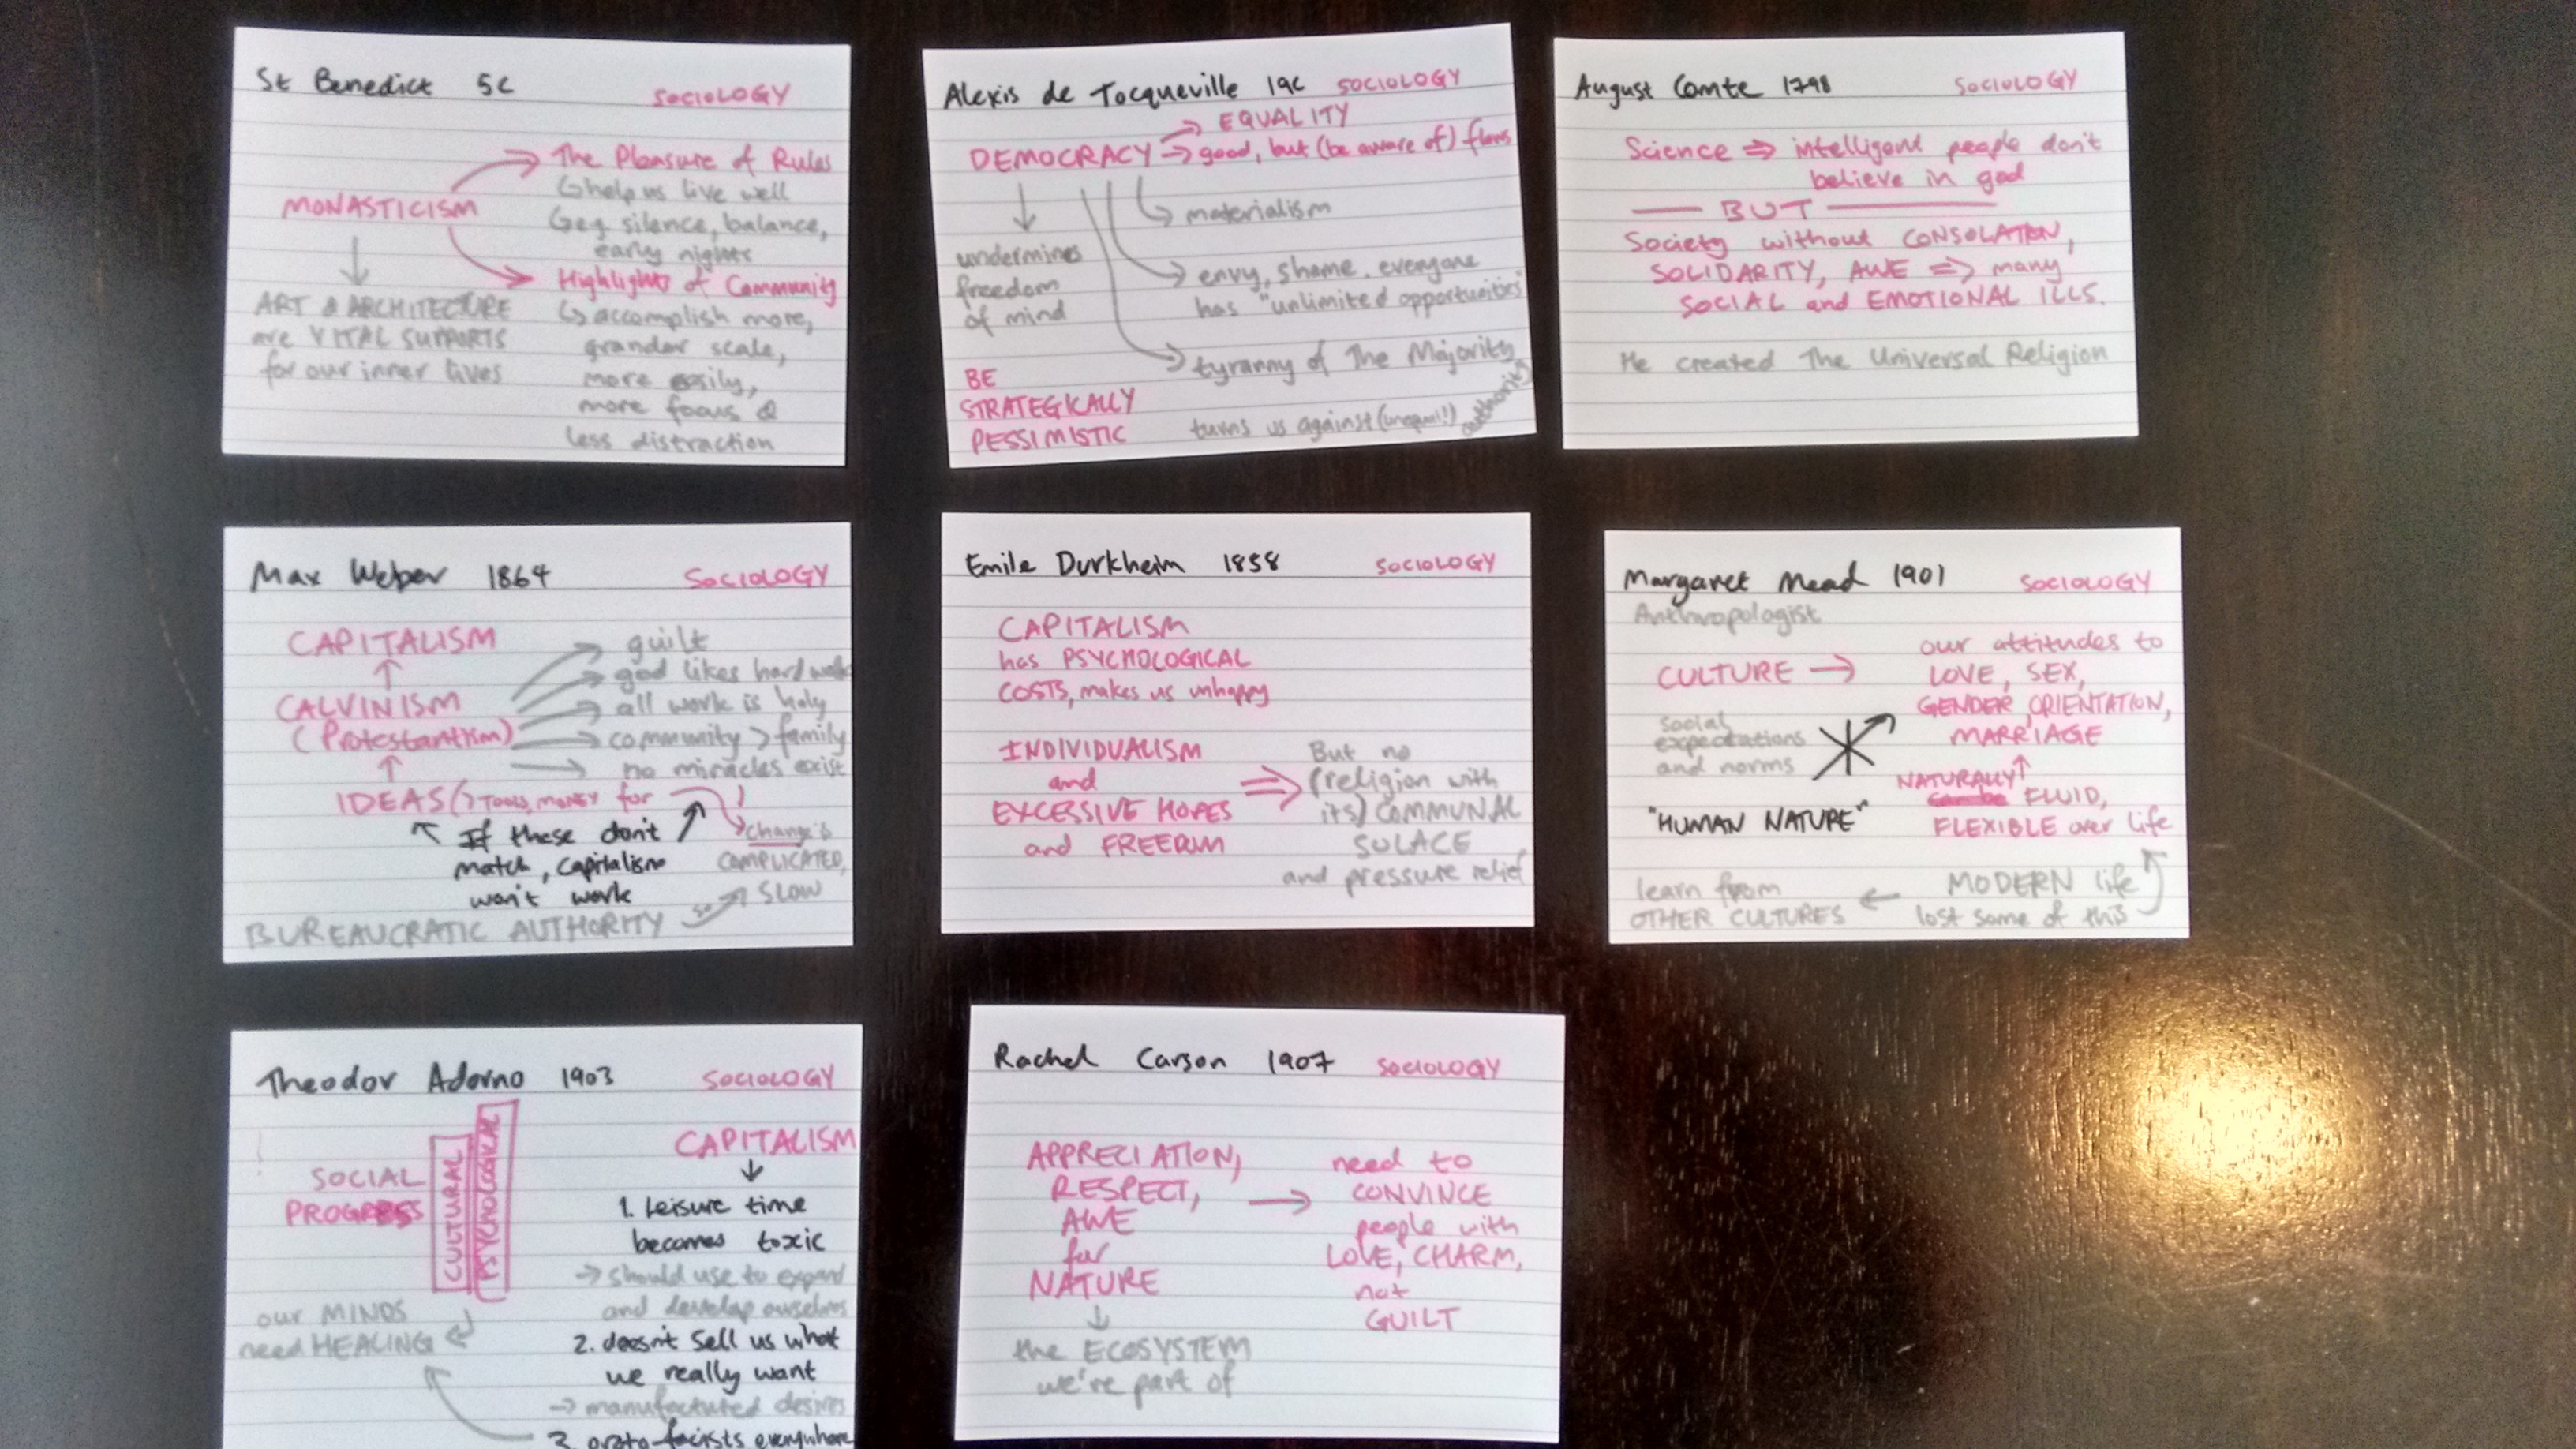 St Benedict 5C SOCIOLOGY
The Pleasure of Rules
↳ help us live well
MONASTICISM
↳ eg. silence, balance,
early nights
Highlights of Community
ART & ARCHITECTURE
are VITAL SUPPORTS
for our inner lives
↳ accomplish more,
grander scale,
more easily,
more focus &
less distraction
Alexis de Tocqueville 19C SOCIOLOGY
→ EQUALITY
DEMOCRACY → good, but (be aware of) flaws
↳ materialism
undermines
freedom
of mind
envy, shame, everyone
has "unlimited opportunities"
tyranny of The Majority
BE
STRATEGICALLY
PESSIMISTIC
turns us against (unequal!) authority
August Comte 1798 SOCIOLOGY
Science ⇒ intelligent people don't
believe in god
— BUT —
Society without CONSOLATION,
SOLIDARITY, AWE ⇒ many
SOCIAL and EMOTIONAL ILLS.
He created The Universal Religion
Max Weber 1864 SOCIOLOGY
CAPITALISM
↑
CALVINISM
(Protestantism)
→ guilt
→ god likes hard work
→ all work is holy
→ community > family
→ no miracles exist
↑
IDEAS (> TOOLS, MONEY for
If these don't
match, capitalism
won't work
change is
COMPLICATED,
SLOW
BUREAUCRATIC AUTHORITY so →
Emile Durkheim 1858 SOCIOLOGY
CAPITALISM
has PSYCHOLOGICAL
COSTS, makes us unhappy
INDIVIDUALISM
and
EXCESSIVE HOPES
and FREEDOM
⇒ But no
(religion with
its) COMMUNAL
SOLACE
and pressure relief
Margaret Mead 1901 SOCIOLOGY
Anthropologist
CULTURE →
our attitudes to
LOVE, SEX,
GENDER, ORIENTATION,
MARRIAGE
social
expectations
and norms
"HUMAN NATURE"
↑
NATURALLY
FLUID,
FLEXIBLE over life
MODERN life
lost some of this
← learn from
OTHER CULTURES
Theodor Adorno 1903 SOCIOLOGY
SOCIAL
PROGRESS
CULTURAL
PSYCHOLOGICAL
our MINDS
need HEALING
CAPITALISM
↓
1. Leisure time
becomes toxic
→ should use to expand
and develop ourselves
2. doesn't sell us what
we really want
→ manufactured desires
3. proto-facists everywhere
Rachel Carson 1907 SOCIOLOGY
APPRECIATION,
RESPECT,
AWE
for
NATURE
↓
the ECOSYSTEM
we're part of
→ need to
CONVINCE
people with
LOVE, CHARM,
not
GUILT